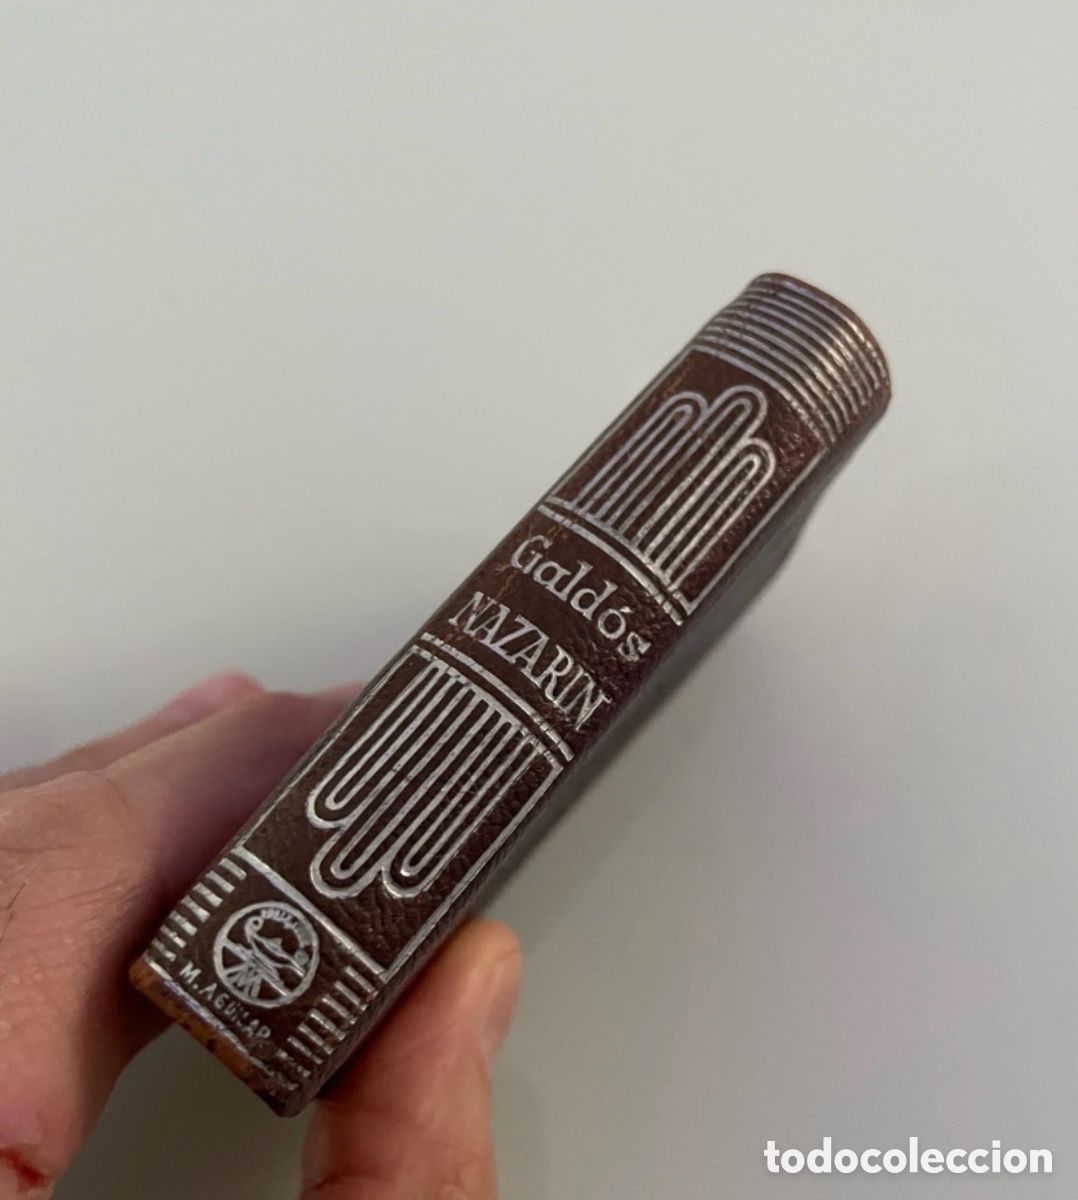 Galdós
NAZARIN
M. AGUILAR
todocoleccion